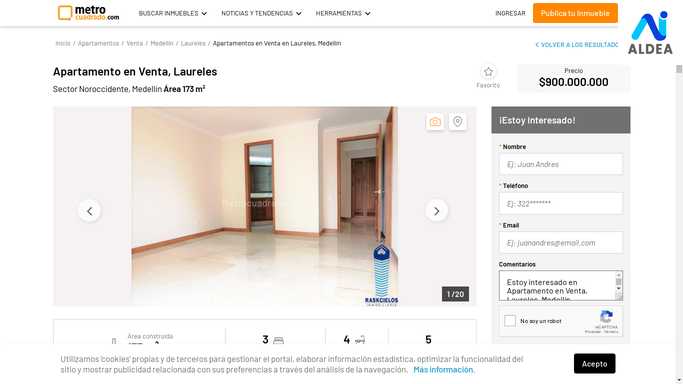 metro
cuadrado.com
BUSCAR INMUEBLES
NOTICIAS Y TENDENCIAS
HERRAMIENTAS
INGRESAR
Publica tu Inmueble
AIDEA
Inicio / Apartamentos / Venta / Medellín / Laureles / Apartamentos en Venta en Laureles, Medellín
< VOLVER A LOS RESULTADO
Apartamento en Venta, Laureles
Sector Noroccidente, Medellín Área 173 m²
Favorito
Precio
$900.000.000
¡Estoy Interesado!
* Nombre
Ej: Juan Andres
* Teléfono
Ej: 322*******
* Email
Ej: juanandres@email.com
Comentarios
Estoy interesado en
Apartamento en Venta,
Laureles, Medellín
No soy un robot
reCAPTCHA
Privacidad - Términos
RASKCIELOS
INMOBILIARIA
1 / 20
Área construida
3
4
5
Utilizamos 'cookies' propias y de terceros para gestionar el portal, elaborar información estadística, optimizar la funcionalidad del
sitio y mostrar publicidad relacionada con sus preferencias a través del análisis de la navegación. Más información.
Acepto